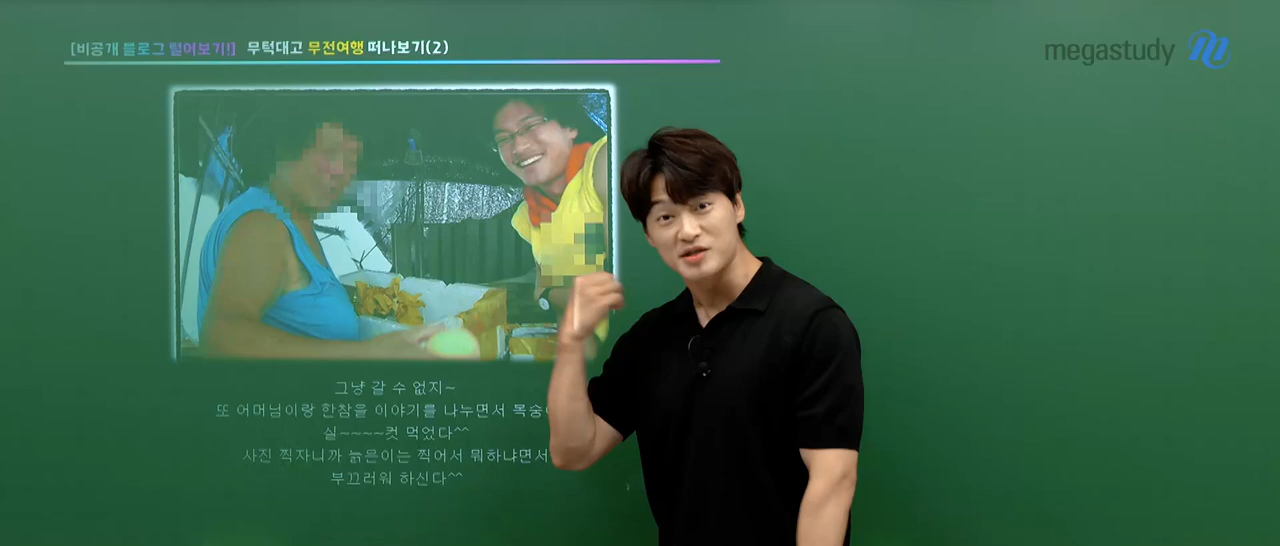 [비공개 블로그 털어보기!] 무턱대고 무전여행 떠나보기(2)
megastudy
그냥 갈 수 없지~
또 어머님이랑 한참을 이야기를 나누면서
실~~~~컷 먹었다^^
사진 찍자니까 늙은이는 찍어서 뭐하냐면서
부끄러워 하신다^^